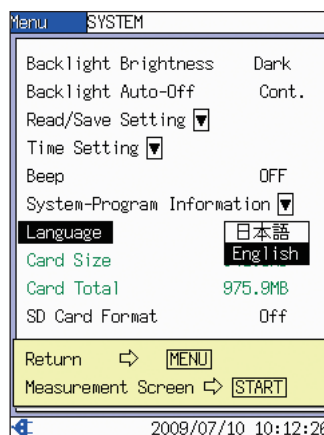 Menu SYSTEM
Backlight Brightness Dark
Backlight Auto-Off Cont.
Read/Save Setting ▼
Time Setting ▼
Beep OFF
System-Program Information ▼
Language 日本語
English
Card Size
Card Total 975.9MB
SD Card Format Off
Return ⇨ MENU
Measurement Screen ⇨ START
2009/07/10 10:12:26